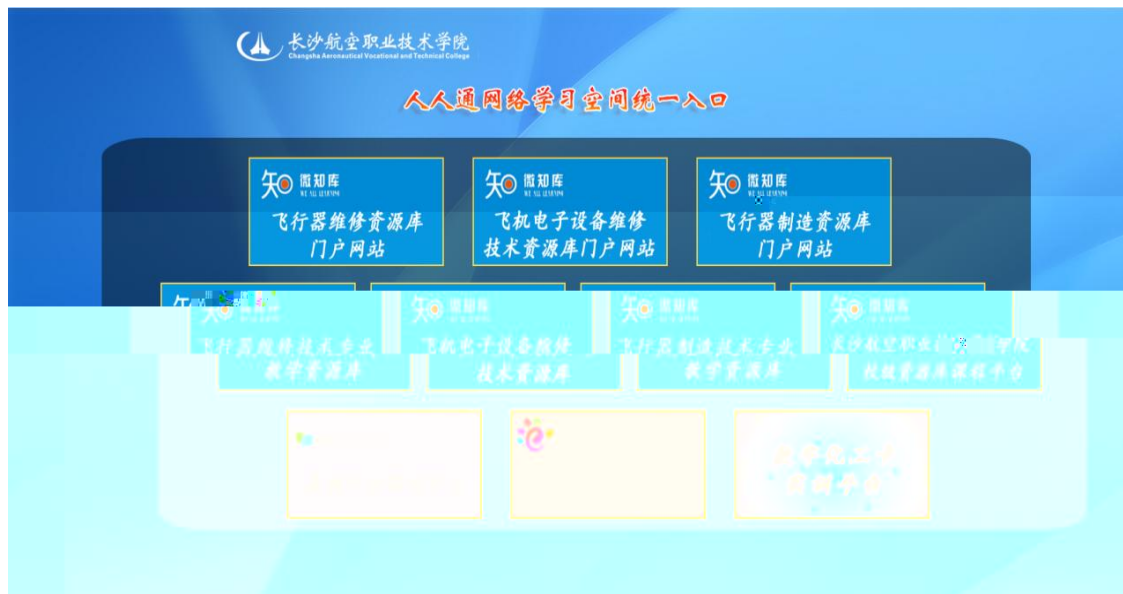 长沙航空职业技术学院
Changsha Aeronautical Vocational and Technical College
人人通网络学习空间统一入口
微知库
飞行器维修资源库
门户网站
微知库
飞机电子设备维修
技术资源库门户网站
微知库
飞行器制造资源库
门户网站
飞行器维修技术专业
教学资源库
微知库
飞机电子设备维修
技术资源库
微知库
飞行器制造技术专业
教学资源库
微知库
长沙航空职业技术学院
校级资源库课程平台